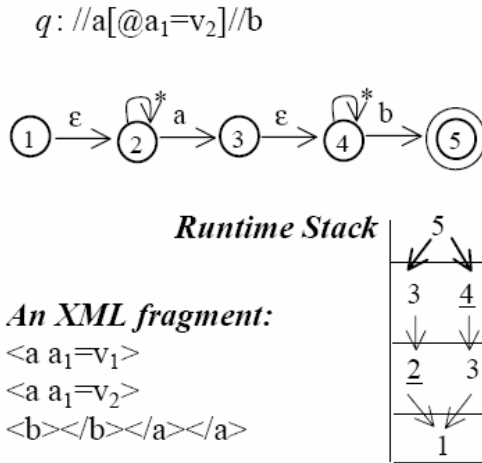 q: //a[@a₁=v₂]//b
ε * a ε * b
1 2 3 4 5
Runtime Stack
5
3 4
2 3
1
An XML fragment:
<a a₁=v₁>
<a a₁=v₂>
<b></b></a></a>